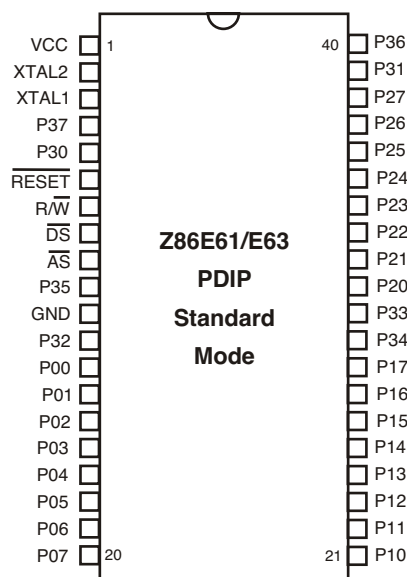 VCC 1 40 P36
XTAL2 P31
XTAL1 P27
P37 P26
P30 P25
RESET P24
R/W P23
DS P22
AS P21
P35 P20
GND P33
P32 P34
P00 P17
P01 P16
P02 P15
P03 P14
P04 P13
P05 P12
P06 P11
P07 20 21 P10
Z86E61/E63
PDIP
Standard
Mode